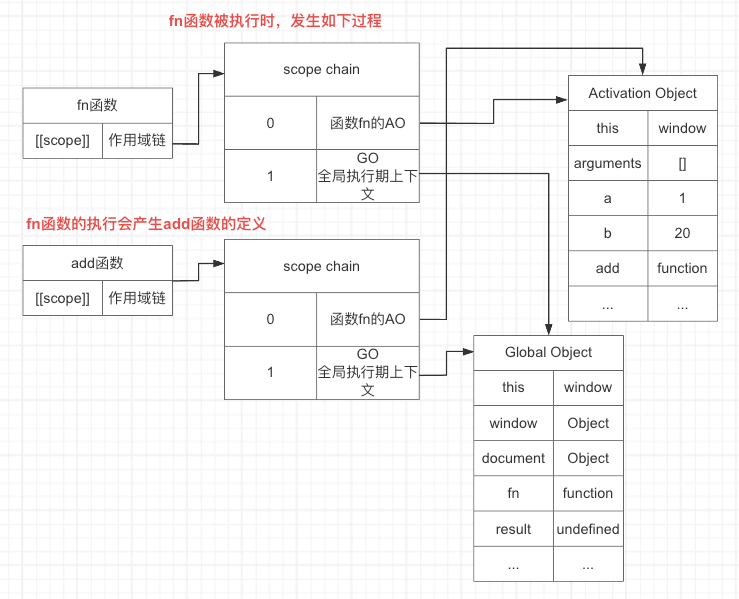 fn函数被执行时，发生如下过程
fn函数
[[scope]] 作用域链
scope chain
0 函数fn的AO
1 GO
全局执行期上下
文
Activation Object
this window
arguments []
a 1
b 20
add function
... ...
fn函数的执行会产生add函数的定义
add函数
[[scope]] 作用域链
scope chain
0 函数fn的AO
1 GO
全局执行期上下
文
Global Object
this window
window Object
document Object
fn function
result undefined
... ...